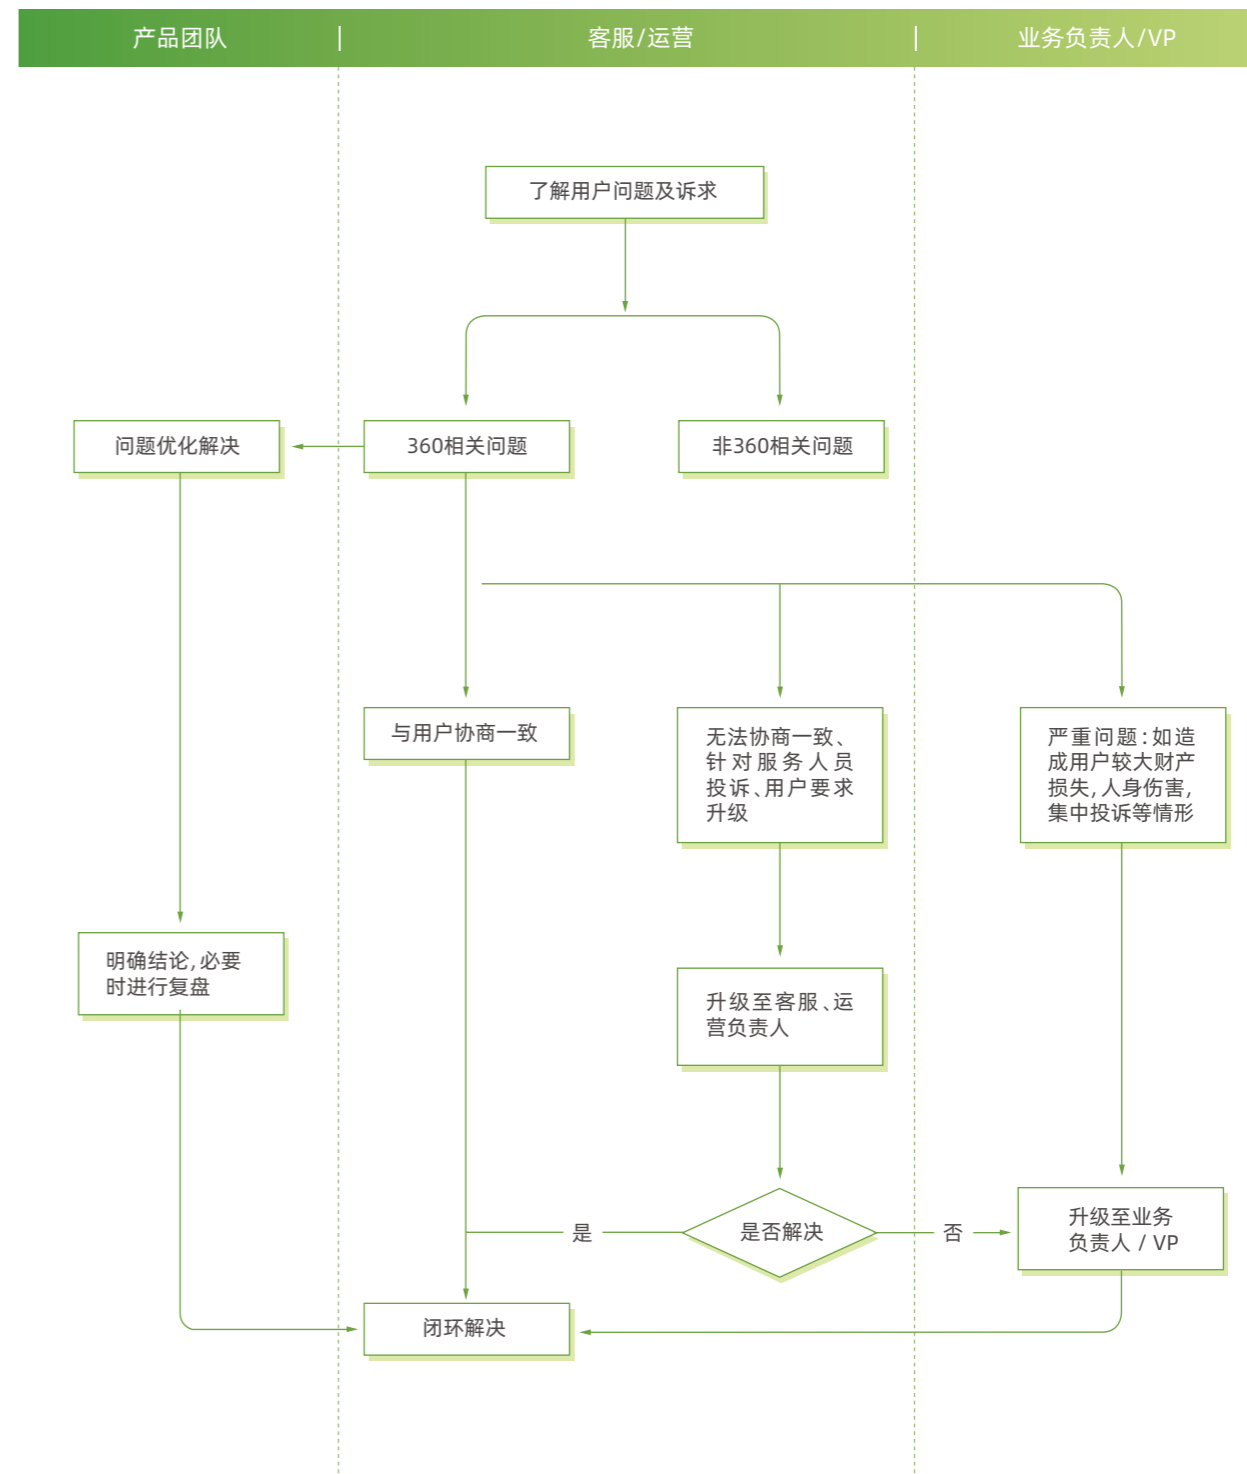 产品团队
客服/运营
业务负责人/VP
了解用户问题及诉求
问题优化解决
360相关问题
非360相关问题
与用户协商一致
无法协商一致、
针对服务人员
投诉、用户要求
升级
严重问题:如造
成用户较大财产
损失,人身伤害,
集中投诉等情形
明确结论,必要
时进行复盘
升级至客服、运
营负责人
是
是否解决
否
升级至业务
负责人 / VP
闭环解决